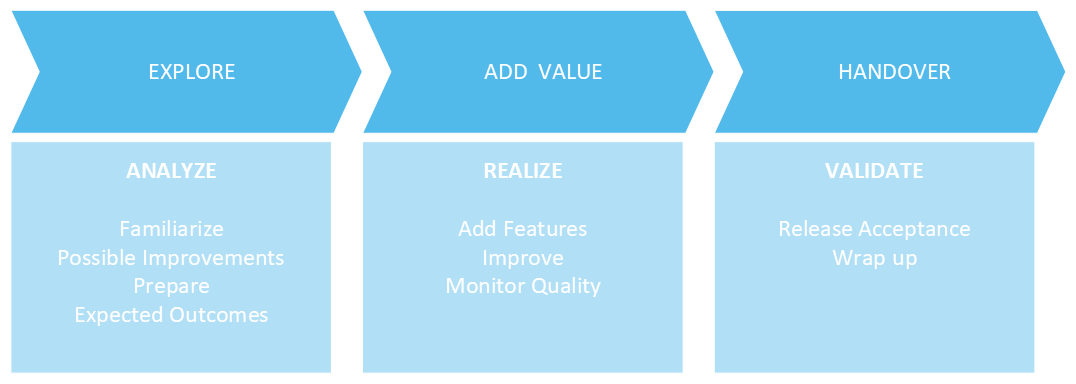 EXPLORE
ADD VALUE
HANDOVER
ANALYZE
Familiarize
Possible Improvements
Prepare
Expected Outcomes
REALIZE
Add Features
Improve
Monitor Quality
VALIDATE
Release Acceptance
Wrap up